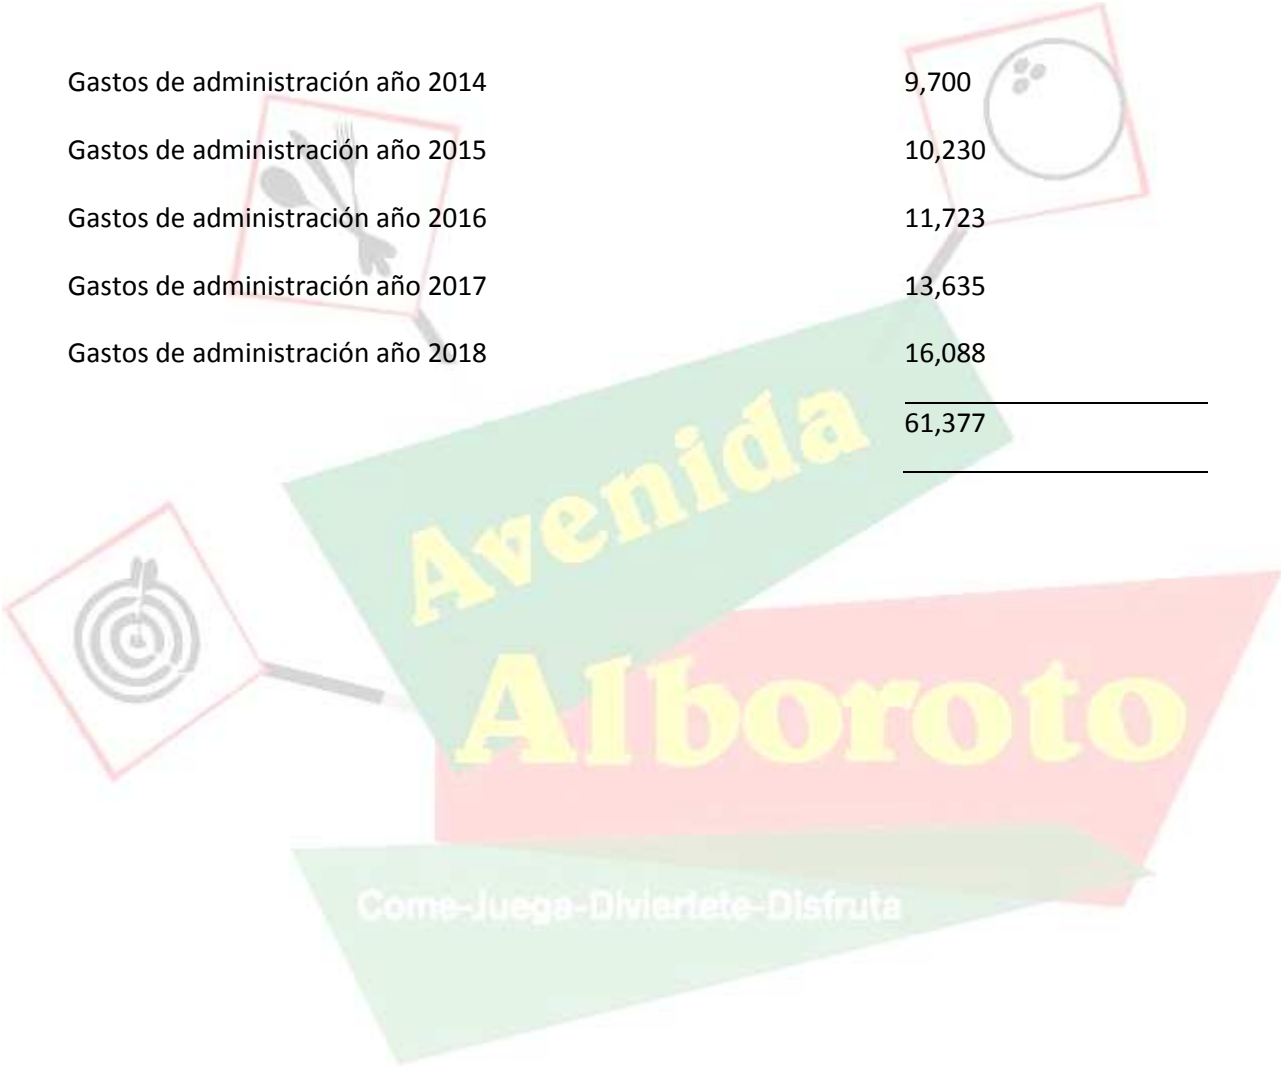 Gastos de administración año 2014 9,700
Gastos de administración año 2015 10,230
Gastos de administración año 2016 11,723
Gastos de administración año 2017 13,635
Gastos de administración año 2018 16,088
61,377
Avenida
Alboroto
Come-Juega-Diviertete-Disfruta